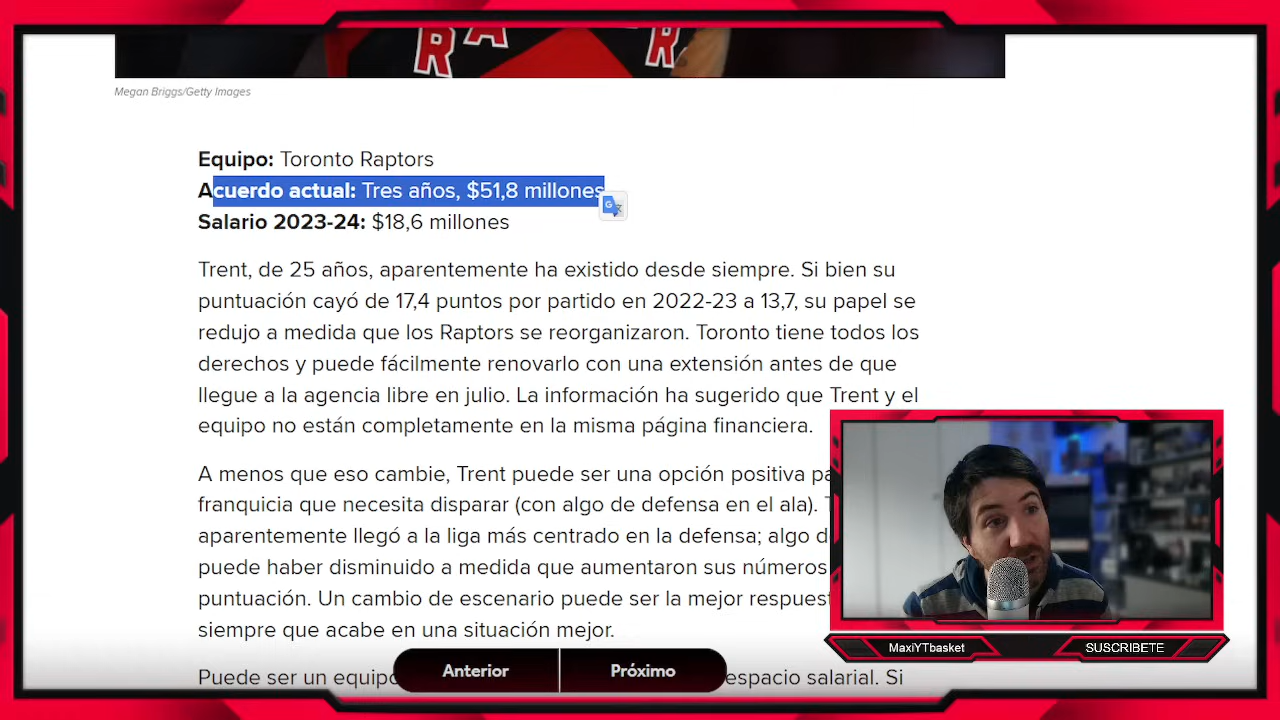 R A R
Megan Briggs/Getty Images
Equipo: Toronto Raptors
Acuerdo actual: Tres años, $51,8 millones
Salario 2023-24: $18,6 millones
Trent, de 25 años, aparentemente ha existido desde siempre. Si bien su
puntuación cayó de 17,4 puntos por partido en 2022-23 a 13,7, su papel se
redujo a medida que los Raptors se reorganizaron. Toronto tiene todos los
derechos y puede fácilmente renovarlo con una extensión antes de que
llegue a la agencia libre en julio. La información ha sugerido que Trent y el
equipo no están completamente en la misma página financiera.
A menos que eso cambie, Trent puede ser una opción positiva
franquicia que necesita disparar (con algo de defensa en el ala).
aparentemente llegó a la liga más centrado en la defensa; algo
puede haber disminuido a medida que aumentaron sus números
puntuación. Un cambio de escenario puede ser la mejor
siempre que acabe en una situación mejor.
Puede ser un equipo espacio salarial. Si
Anterior Próximo
MaxiYTbasket SUSCRIBETE